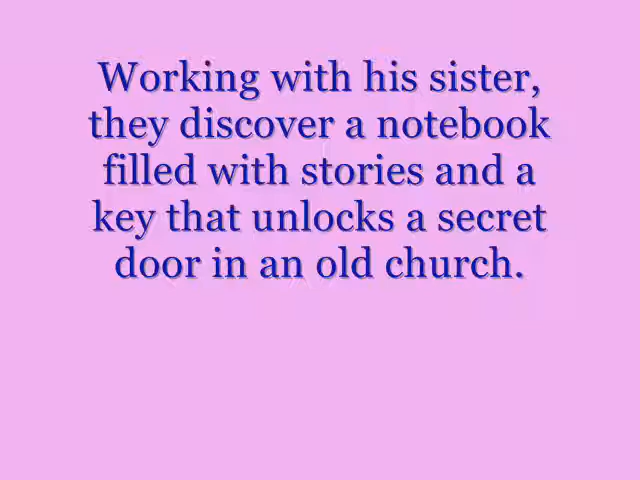 Working with his sister,
they discover a notebook
filled with stories and a
key that unlocks a secret
door in an old church.